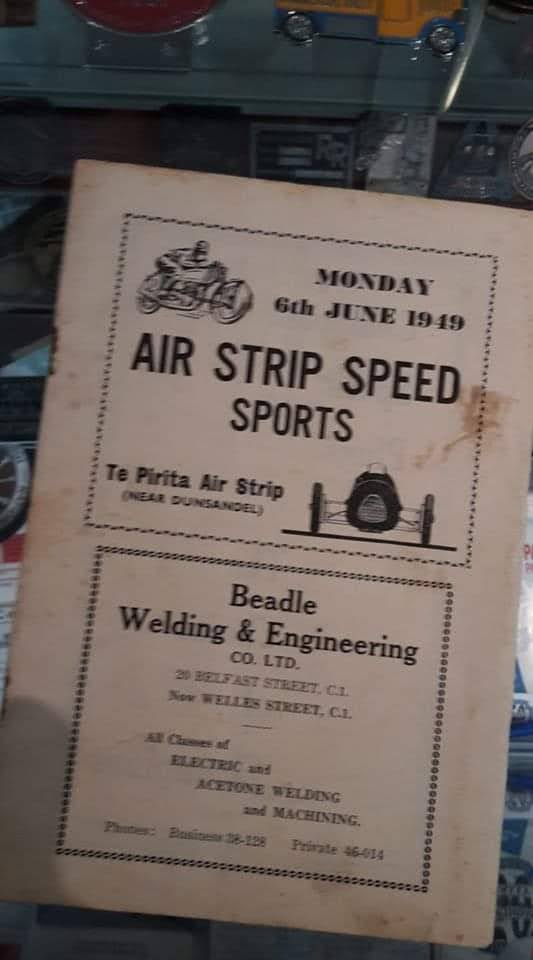 MONDAY
6th JUNE 1949
AIR STRIP SPEED
SPORTS
Te Pirita Air Strip
(NEAR DUNSANDEL)
Beadle
Welding & Engineering
CO. LTD.
20 BELFAST STREET, C.1.
Now WELLES STREET, C.1.
All Classes of
ELECTRIC and
ACETONE WELDING
and MACHINING.
Phones: Business 38-128 Private 46-014